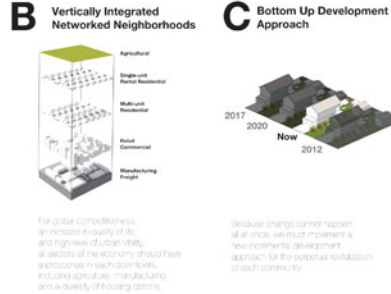 B
Vertically Integrated
Networked Neighborhoods
Agricultural
Single-unit
Rental Residential
Multi-unit
Residential
Retail
Commercial
Manufacturing
Freight
For global competitiveness,
an increase in quality of life,
and high level of urban vitality,
all sectors of the economy should have
a presence in each downtown,
including agriculture, manufacturing,
and a diversity of housing options.
C
Bottom Up Development
Approach
2017
2020
Now
2012
Because change cannot happen
all at once, we must implement a
new incremental development
approach for the perpetual revitalization
of each community.